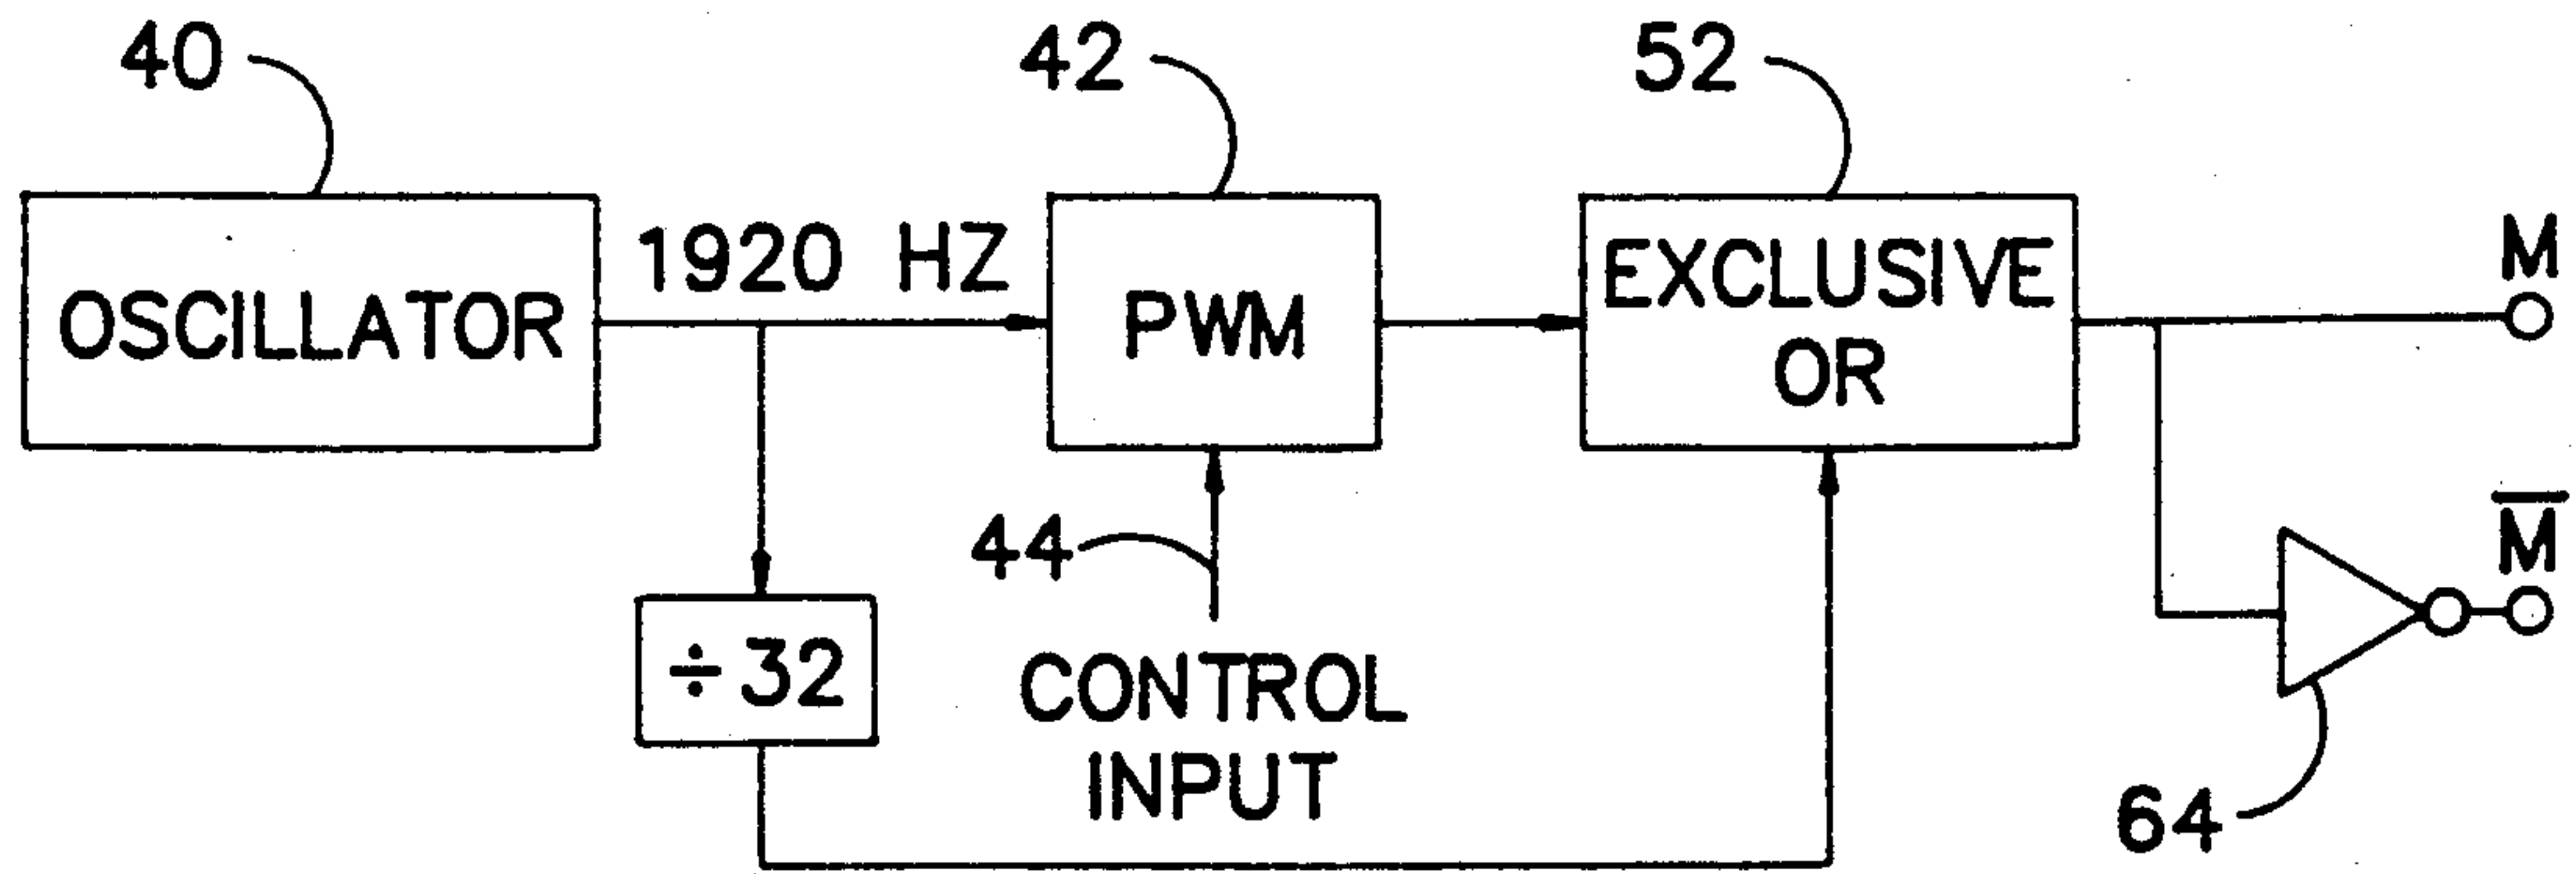 40
42
52
OSCILLATOR
1920 HZ
PWM
EXCLUSIVE
OR
M
M̅
44
÷32
CONTROL
INPUT
64